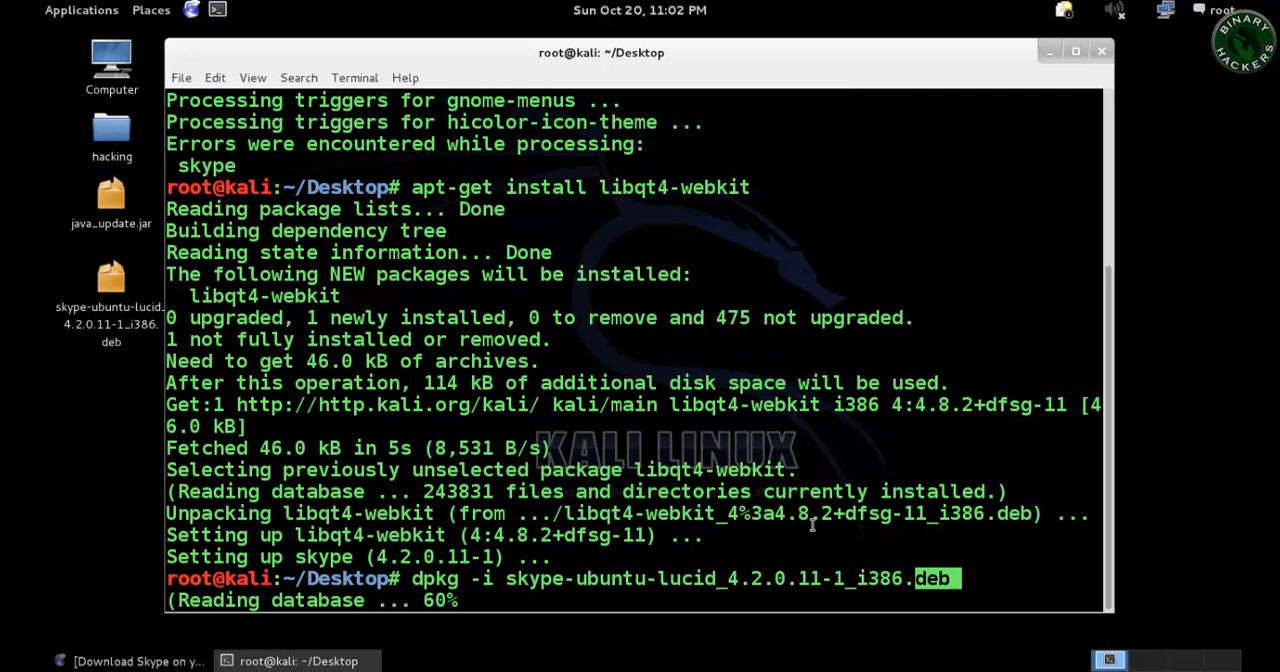 Applications Places Sun Oct 20, 11:02 PM root
BINARY HACKERS
root@kali: ~/Desktop
File Edit View Search Terminal Help
Computer
hacking
java_update.jar
skype-ubuntu-lucid_
4.2.0.11-1_i386.
deb
Processing triggers for gnome-menus ...
Processing triggers for hicolor-icon-theme ...
Errors were encountered while processing:
skype
root@kali:~/Desktop# apt-get install libqt4-webkit
Reading package lists... Done
Building dependency tree
Reading state information... Done
The following NEW packages will be installed:
libqt4-webkit
0 upgraded, 1 newly installed, 0 to remove and 475 not upgraded.
1 not fully installed or removed.
Need to get 46.0 kB of archives.
After this operation, 114 kB of additional disk space will be used.
Get:1 http://http.kali.org/kali/ kali/main libqt4-webkit i386 4:4.8.2+dfsg-11 [4
6.0 kB]
Fetched 46.0 kB in 5s (8,531 B/s)
KALI LINUX
Selecting previously unselected package libqt4-webkit.
(Reading database ... 243831 files and directories currently installed.)
Unpacking libqt4-webkit (from .../libqt4-webkit_4%3a4.8.2+dfsg-11_i386.deb) ...
Setting up libqt4-webkit (4:4.8.2+dfsg-11) ...
Setting up skype (4.2.0.11-1) ...
root@kali:~/Desktop# dpkg -i skype-ubuntu-lucid_4.2.0.11-1_i386.deb
(Reading database ... 60%
[Download Skype on y... root@kali: ~/Desktop